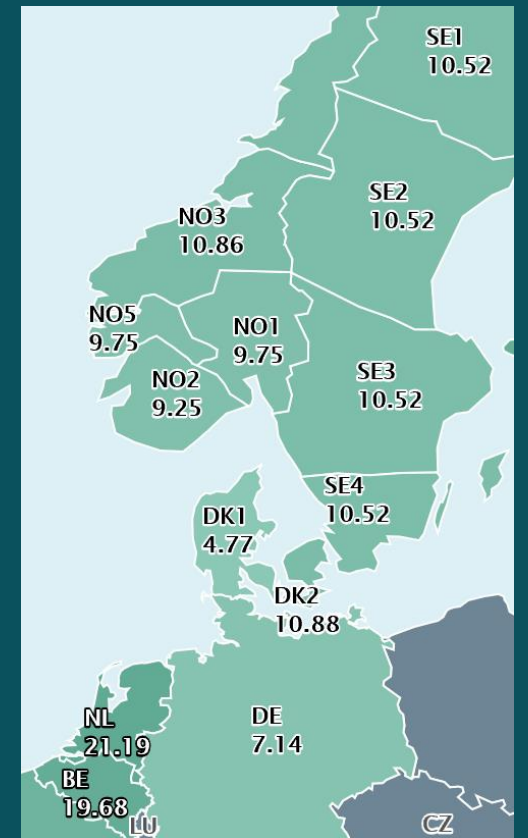 SE1
10.52
SE2
10.52
NO3
10.86
NO5
9.75
NO1
9.75
NO2
9.25
SE3
10.52
SE4
10.52
DK1
4.77
DK2
10.88
NL
21.19
DE
7.14
BE
19.68
LU
CZ